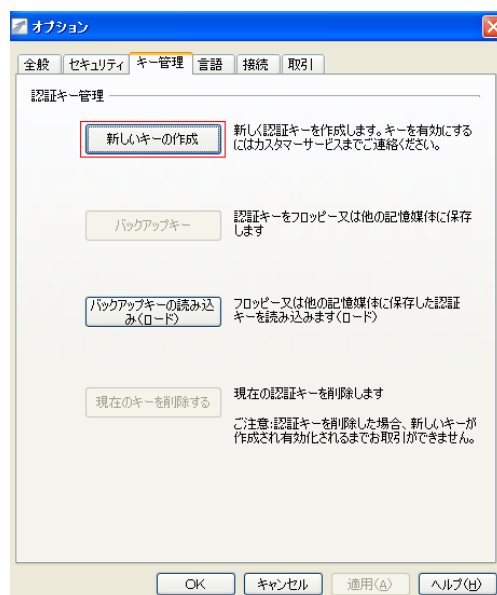 オプション
全般 セキュリティ キー管理 言語 接続 取引
認証キー管理
新しいキーの作成
新しく認証キーを作成します。キーを有効にする
にはカスタマーサービスまでご連絡ください。
バックアップキー
認証キーをフロッピー又は他の記憶媒体に保存
します
バックアップキーの読み込
み(ロード)
フロッピー又は他の記憶媒体に保存した認証
キーを読み込みます(ロード)
現在のキーを削除する
現在の認証キーを削除します
ご注意:認証キーを削除した場合、新しいキーが
作成され有効化されるまでお取引ができません。
OK キャンセル 適用(A) ヘルプ(H)